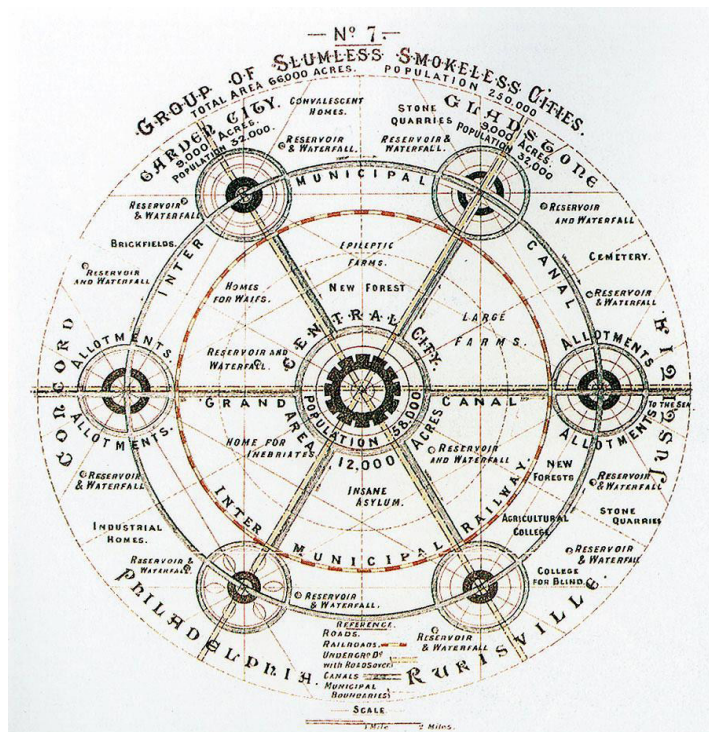 — Nº 7. —
GROUP OF SLUMLESS SMOKELESS CITIES.
TOTAL AREA 66,000 ACRES. POPULATION 250,000
GARDEN CITY.
9,000 ACRES.
POPULATION 32,000.
CONVALESCENT
HOMES.
STONE
QUARRIES
GLADSTONE
9,000 ACRES.
POPULATION
32,000
RESERVOIR
& WATERFALL.
RESERVOIR &
WATERFALL.
INTER MUNICIPAL CANAL
RESERVOIR
& WATERFALL
RESERVOIR
AND WATERFALL
BRICKFIELDS.
EPILEPTIC
FARMS.
CEMETERY.
RESERVOIR
AND WATERFALL
HOMES
FOR WAIFS.
NEW FOREST
LARGE
FARMS.
RESERVOIR
& WATERFALL
CONCORD
ALLOTMENTS.
RESERVOIR AND
WATERFALL.
CENTRAL CITY.
ALLOTMENTS
JUSTITIA
GRAND CANAL
TO THE SEA
POPULATION 58,000
AREA 12,000 ACRES
ALLOTMENTS.
ALLOTMENTS
HOME FOR
INEBRIATES.
RESERVOIR
AND WATERFALL
RESERVOIR
& WATERFALL
INSANE
ASYLUM.
NEW
FORESTS
RESERVOIR
& WATERFALL
INTER MUNICIPAL RAILWAY.
INDUSTRIAL
HOMES.
AGRICULTURAL
COLLEGE
STONE
QUARRIES
RESERVOIR &
WATERFALL.
RESERVOIR
& WATERFALL
COLLEGE
FOR BLIND.
RESERVOIR
& WATERFALL.
PHILADELPHIA.
RURISVILLE.
REFERENCE.
ROADS.
RAILROADS.
UNDERGRD Dº
with ROADS over
CANALS
MUNICIPAL
BOUNDARIES
RESERVOIR
& WATERFALL
SCALE
1 Mile 2 Miles.